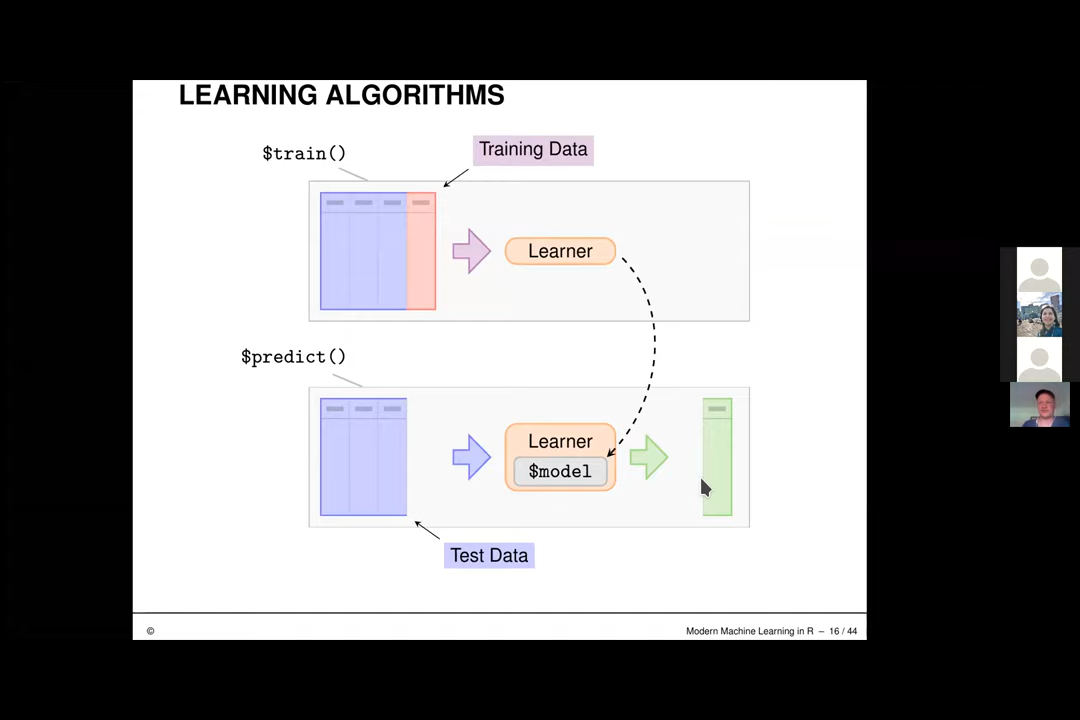 LEARNING ALGORITHMS
$train()
Training Data
Learner
$predict()
Learner
$model
Test Data
©
Modern Machine Learning in R – 16 / 44